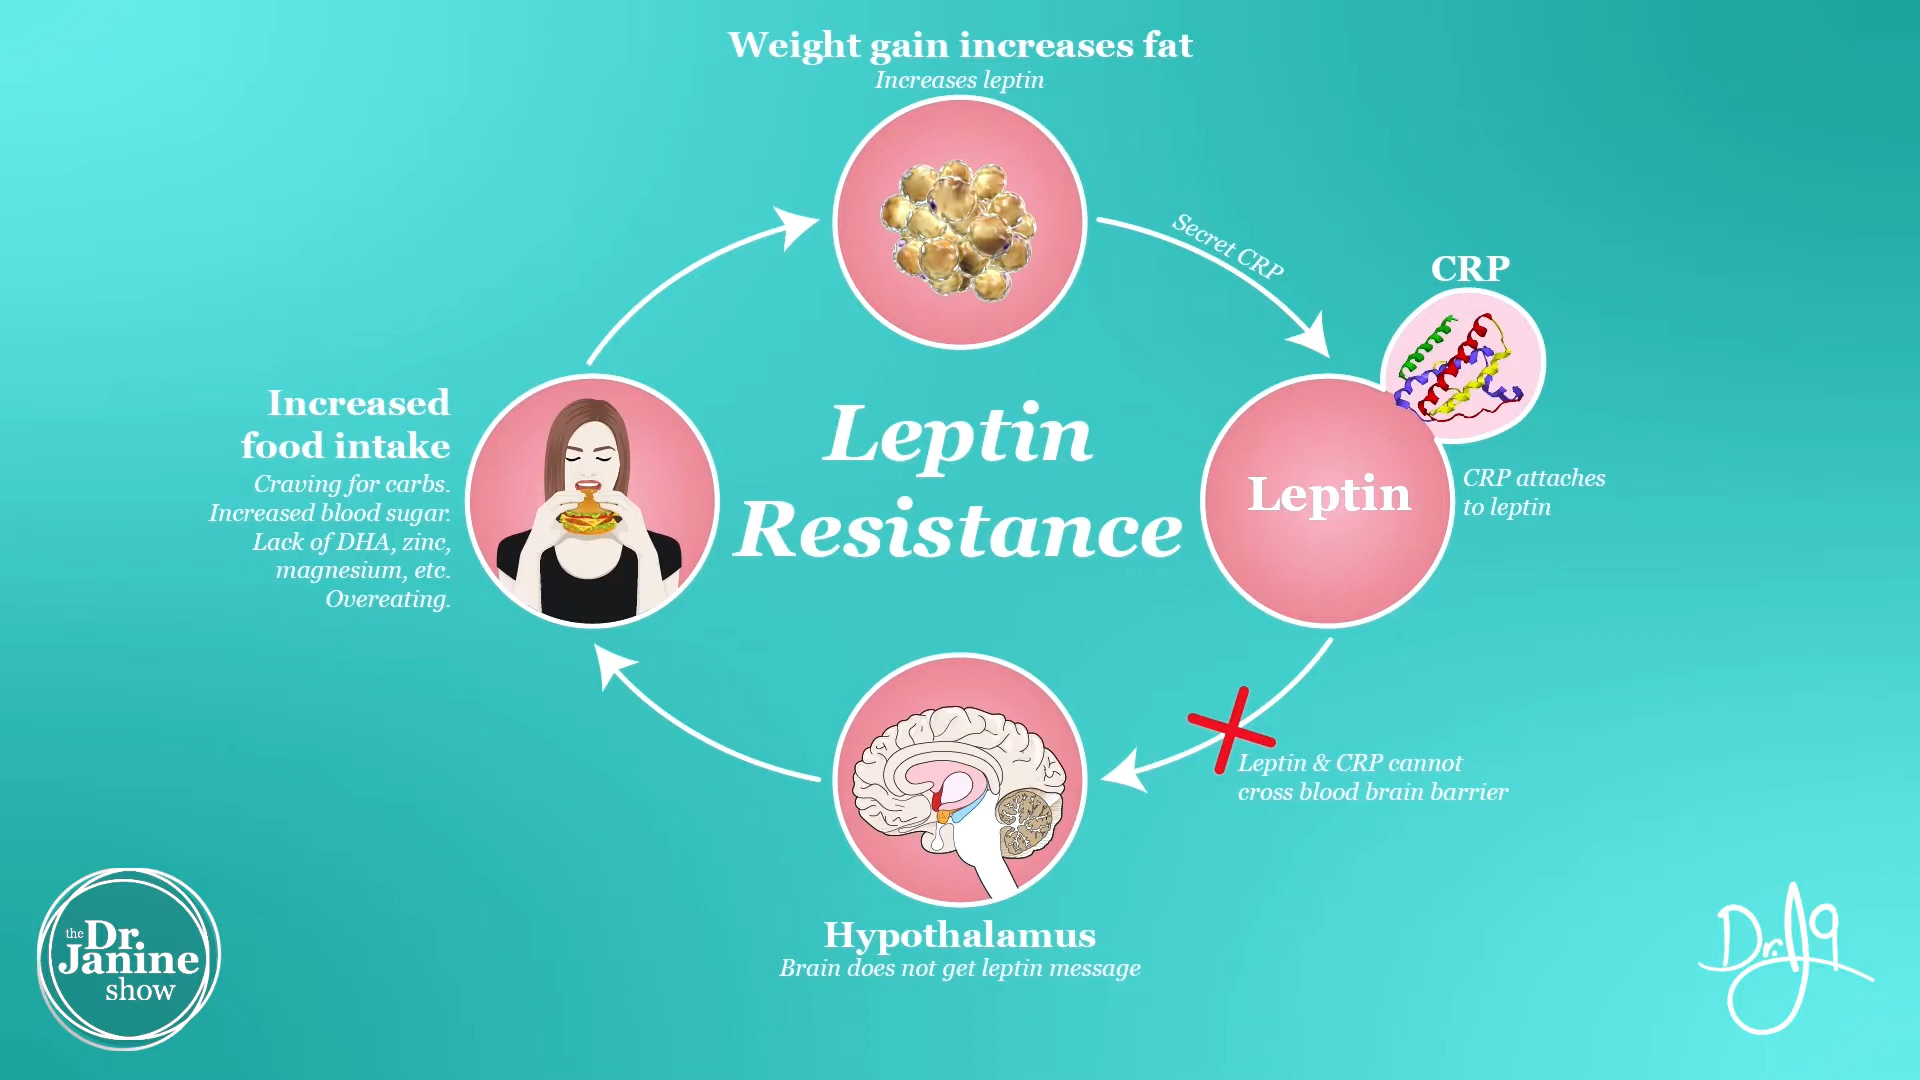 Weight gain increases fat
Increases leptin
Secret CRP
CRP
Increased
food intake
Craving for carbs.
Increased blood sugar.
Lack of DHA, zinc,
magnesium, etc.
Overeating.
Leptin
Resistance
Leptin
CRP attaches
to leptin
Leptin & CRP cannot
cross blood brain barrier
Hypothalamus
Brain does not get leptin message
the Dr.
Janine
show
Dr. J9